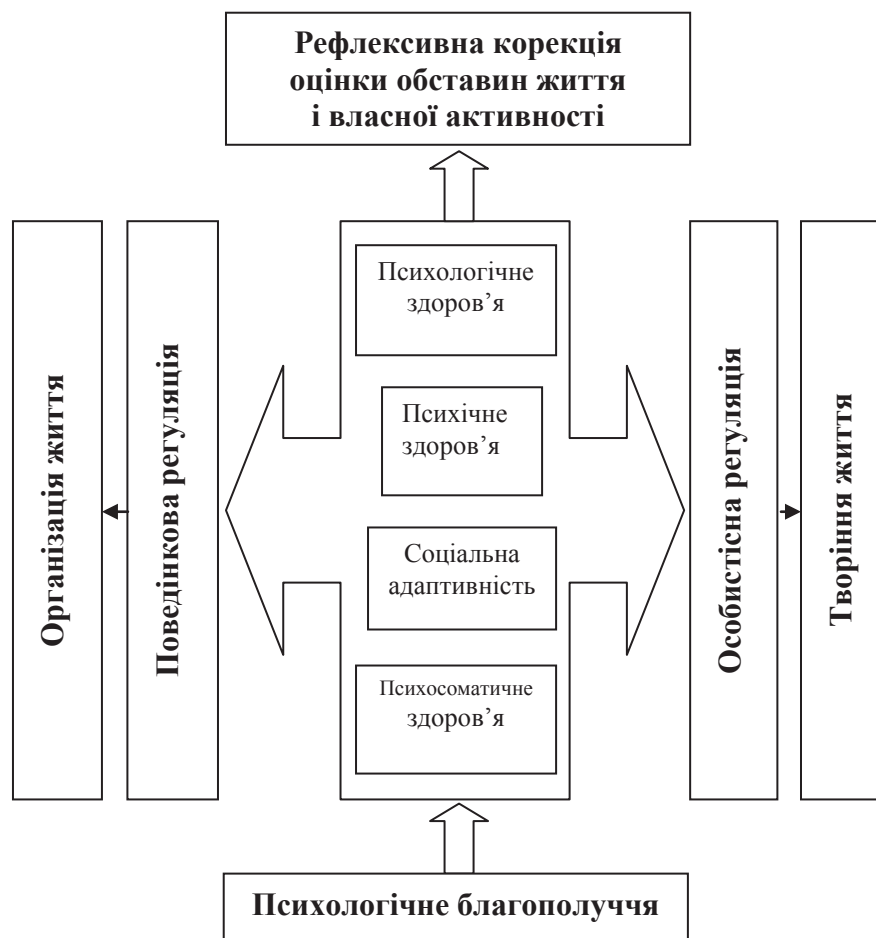 Рефлексивна корекція
оцінки обставин життя
і власної активності
Організація життя
Поведінкова регуляція
Психологічне
здоров’я
Психічне
здоров’я
Соціальна
адаптивність
Психосоматичне
здоров’я
Особистісна регуляція
Творіння життя
Психологічне благополуччя